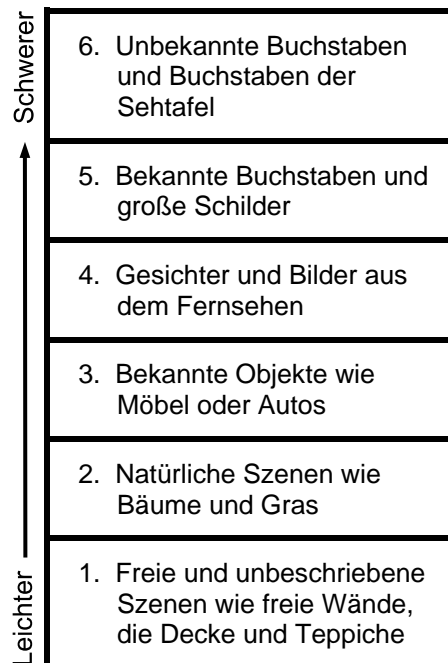 Schwerer
6. Unbekannte Buchstaben
und Buchstaben der
Sehtafel
5. Bekannte Buchstaben und
große Schilder
4. Gesichter und Bilder aus
dem Fernsehen
3. Bekannte Objekte wie
Möbel oder Autos
2. Natürliche Szenen wie
Bäume und Gras
1. Freie und unbeschriebene
Szenen wie freie Wände,
die Decke und Teppiche
Leichter